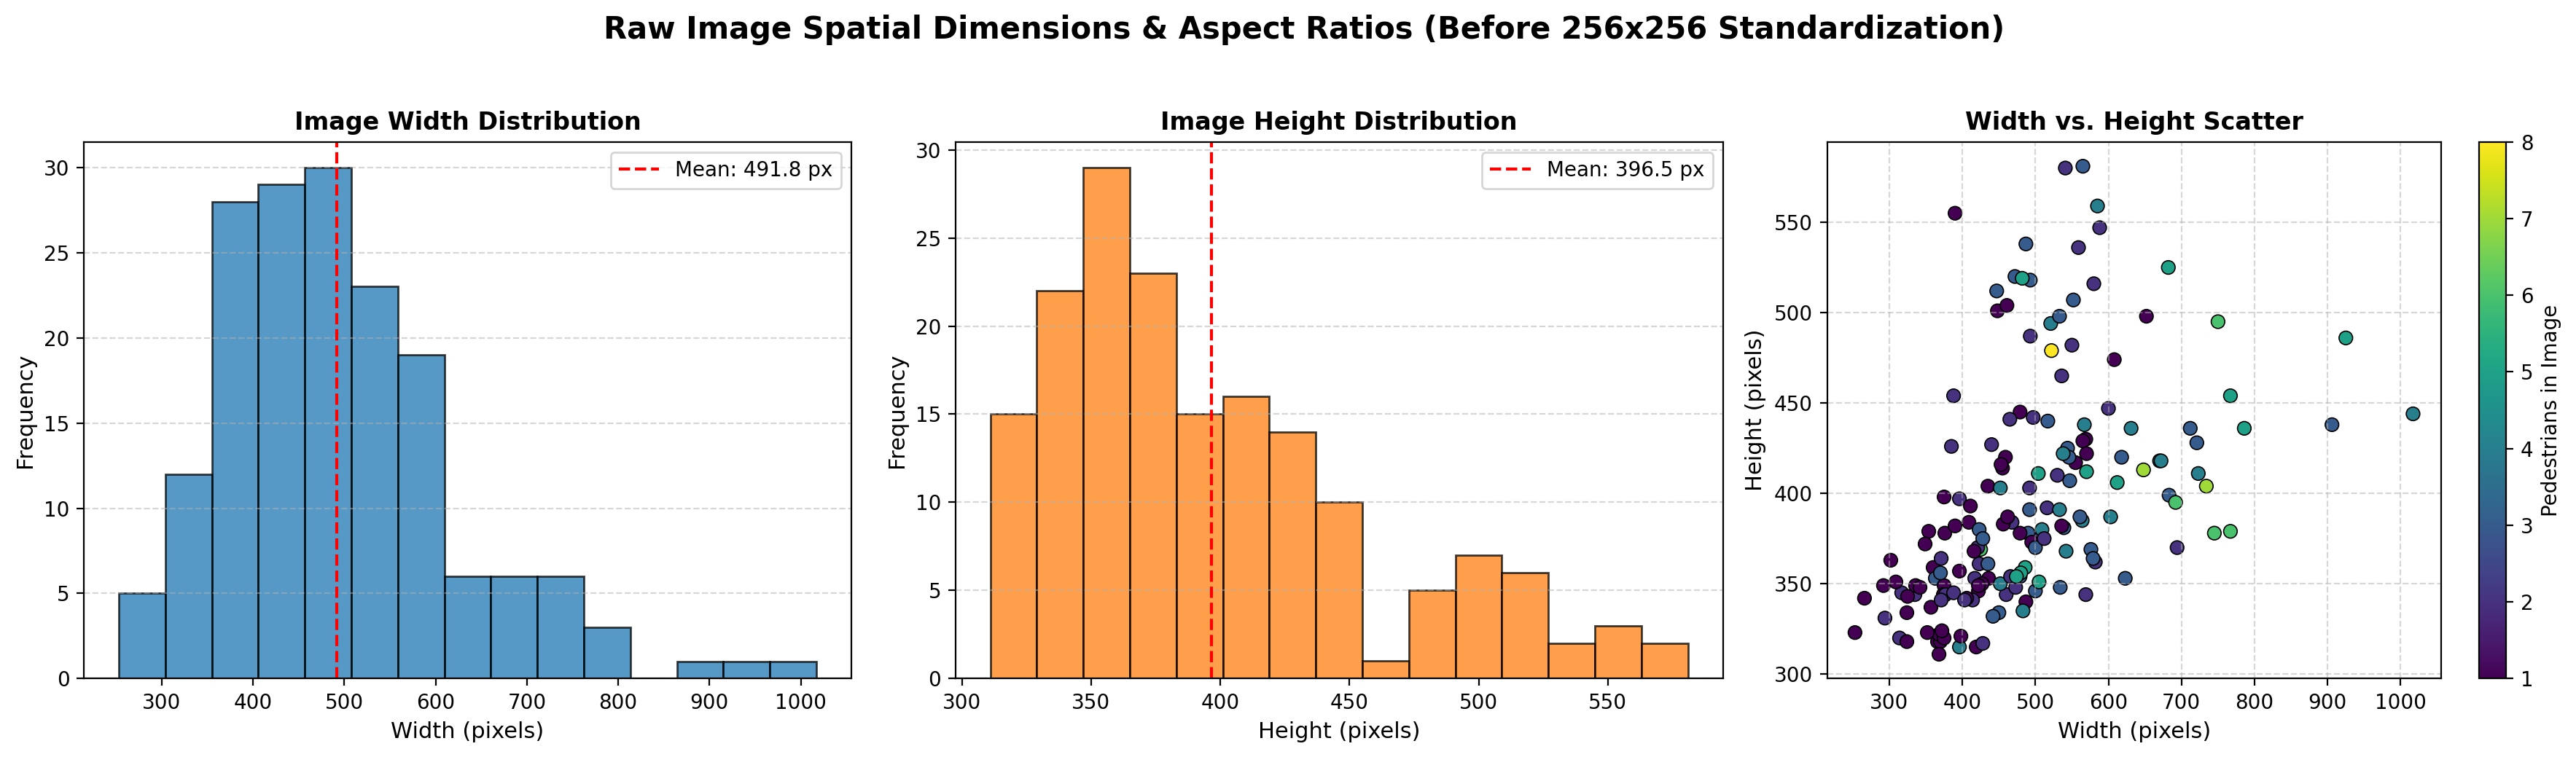 Raw Image Spatial Dimensions & Aspect Ratios (Before 256x256 Standardization)
Image Width Distribution
Mean: 491.8 px
30
25
20
15
10
5
0
Frequency
300 400 500 600 700 800 900 1000
Width (pixels)
Image Height Distribution
Mean: 396.5 px
30
25
20
15
10
5
0
Frequency
300 350 400 450 500 550
Height (pixels)
Width vs. Height Scatter
550
500
450
400
350
300
Height (pixels)
300 400 500 600 700 800 900 1000
Width (pixels)
8
7
6
5
4
3
2
1
Pedestrians in Image